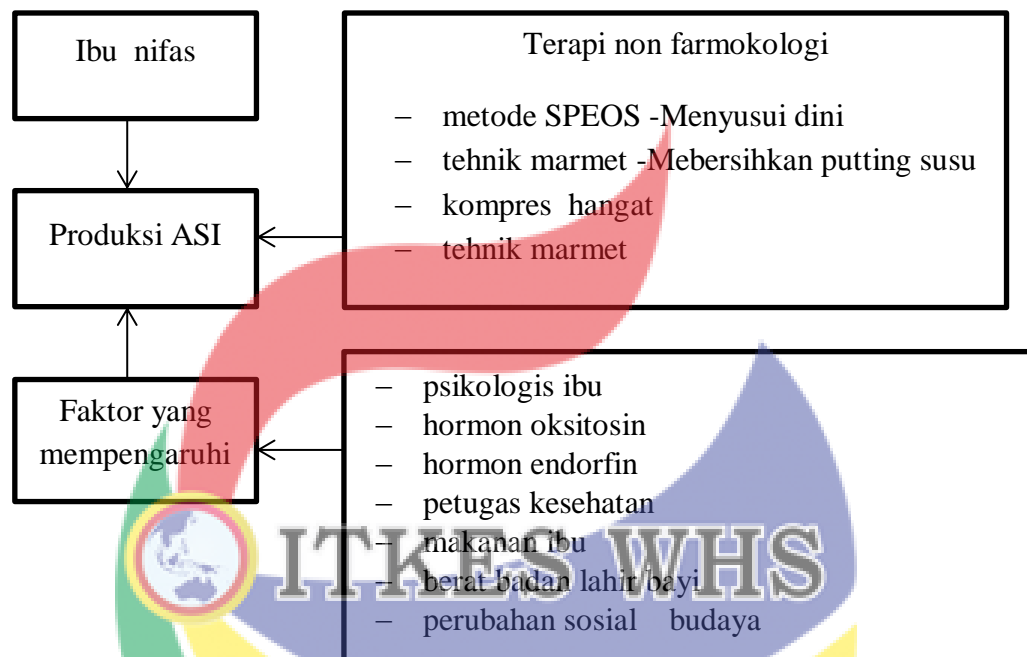 Ibu nifas
Terapi non farmokologi
– metode SPEOS -Menyusui dini
– tehnik marmet -Mebersihkan putting susu
– kompres hangat
– tehnik marmet
Produksi ASI
Faktor yang
mempengaruhi
– psikologis ibu
– hormon oksitosin
– hormon endorfin
– petugas kesehatan
– makanan ibu
– berat badan lahir bayi
– perubahan sosial budaya
ITKES WHS